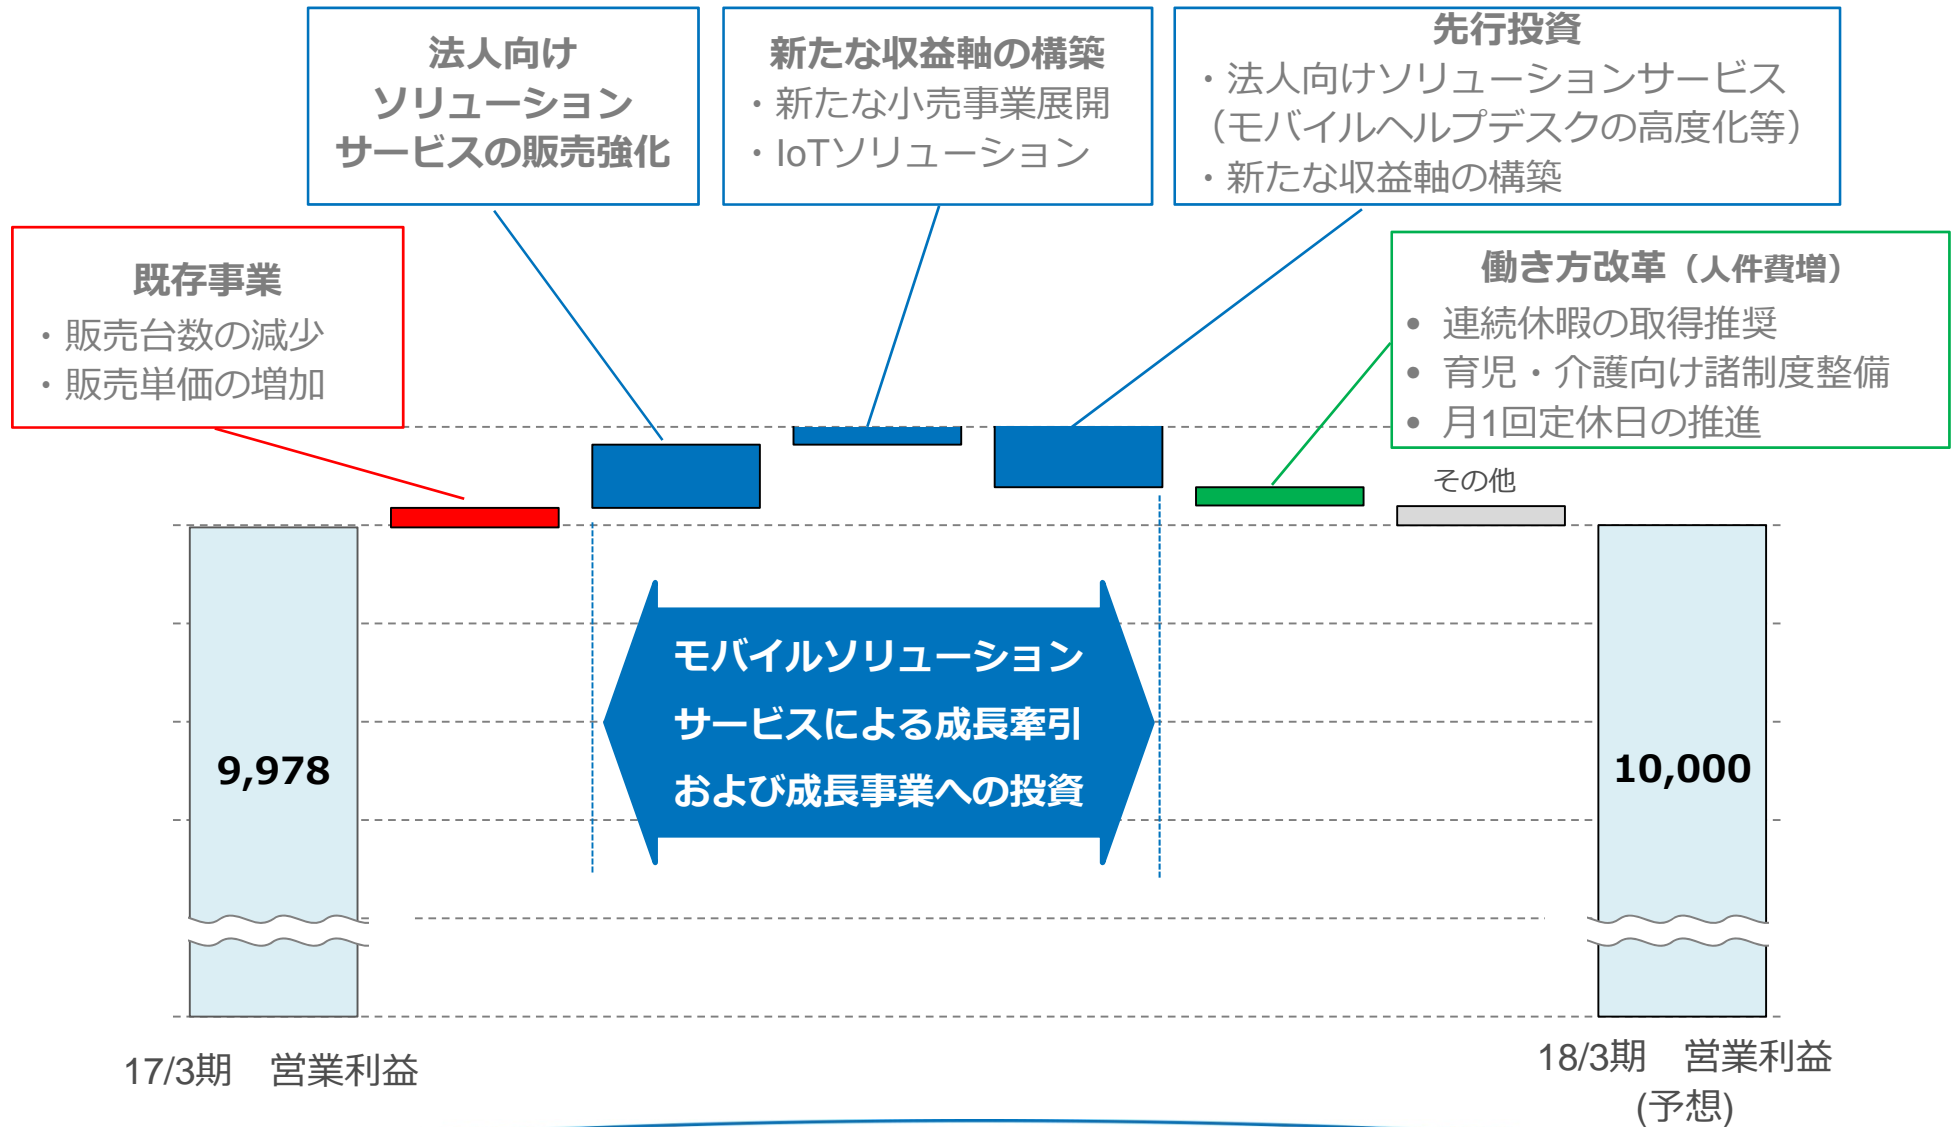 法人向け
ソリューション
サービスの販売強化
新たな収益軸の構築
・新たな小売事業展開
・IoTソリューション
先行投資
・法人向けソリューションサービス
（モバイルヘルプデスクの高度化等）
・新たな収益軸の構築
既存事業
・販売台数の減少
・販売単価の増加
働き方改革（人件費増）
• 連続休暇の取得推奨
• 育児・介護向け諸制度整備
• 月1回定休日の推進
その他
モバイルソリューション
サービスによる成長牽引
および成長事業への投資
9,978
10,000
17/3期　営業利益
18/3期　営業利益
(予想)